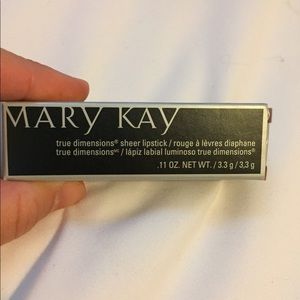 MARY KAY
true dimensions® sheer lipstick / rouge à lèvres diaphane
true dimensionsᴹᶜ / lápiz labial luminoso true dimensions®
.11 OZ. NET WT. / 3.3 g / 3,3 g